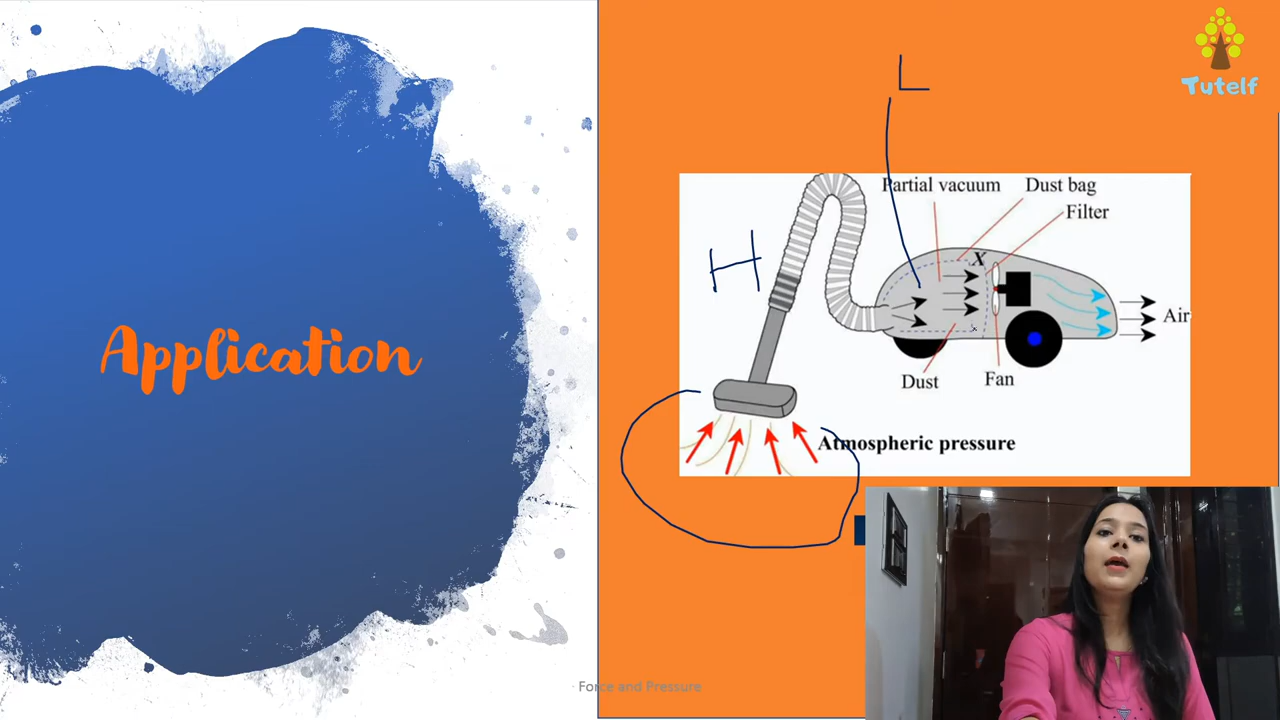 Application
L
Tutelf
Partial vacuum
Dust bag
Filter
H
X
Air
Dust
Fan
Atmospheric pressure
Force and Pressure